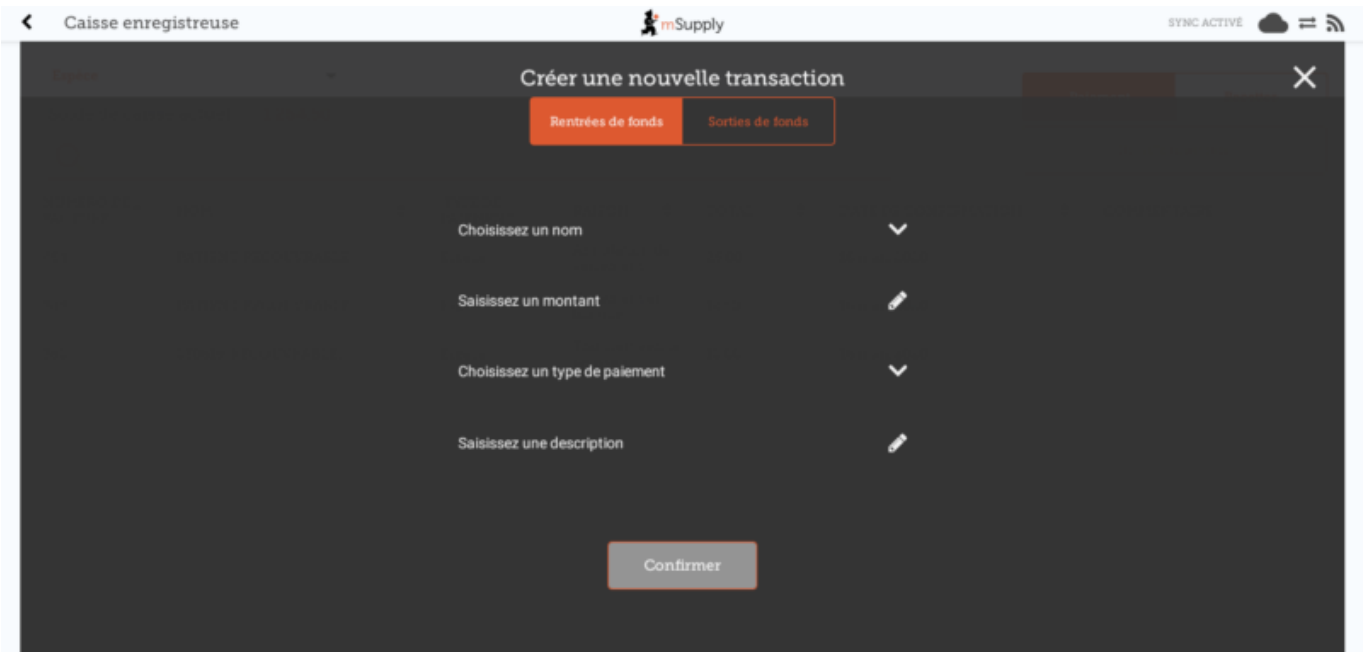 Caisse enregistreuse
mSupply
SYNC ACTIVÉ
Créer une nouvelle transaction
Rentrées de fonds
Sorties de fonds
Choisissez un nom
Saisissez un montant
Choisissez un type de paiement
Saisissez une description
Confirmer